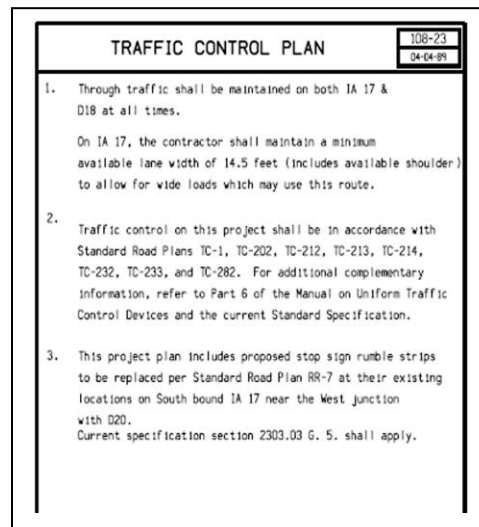 TRAFFIC CONTROL PLAN
108-23
04-04-89
1. Through traffic shall be maintained on both IA 17 &
D18 at all times.
On IA 17, the contractor shall maintain a minimum
available lane width of 14.5 feet (includes available shoulder)
to allow for wide loads which may use this route.
2.
Traffic control on this project shall be in accordance with
Standard Road Plans TC-1, TC-202, TC-212, TC-213, TC-214,
TC-232, TC-233, and TC-282. For additional complementary
information, refer to Part 6 of the Manual on Uniform Traffic
Control Devices and the current Standard Specification.
3. This project plan includes proposed stop sign rumble strips
to be replaced per Standard Road Plan RR-7 at their existing
locations on South bound IA 17 near the West junction
with D20.
Current specification section 2303.03 G. 5. shall apply.